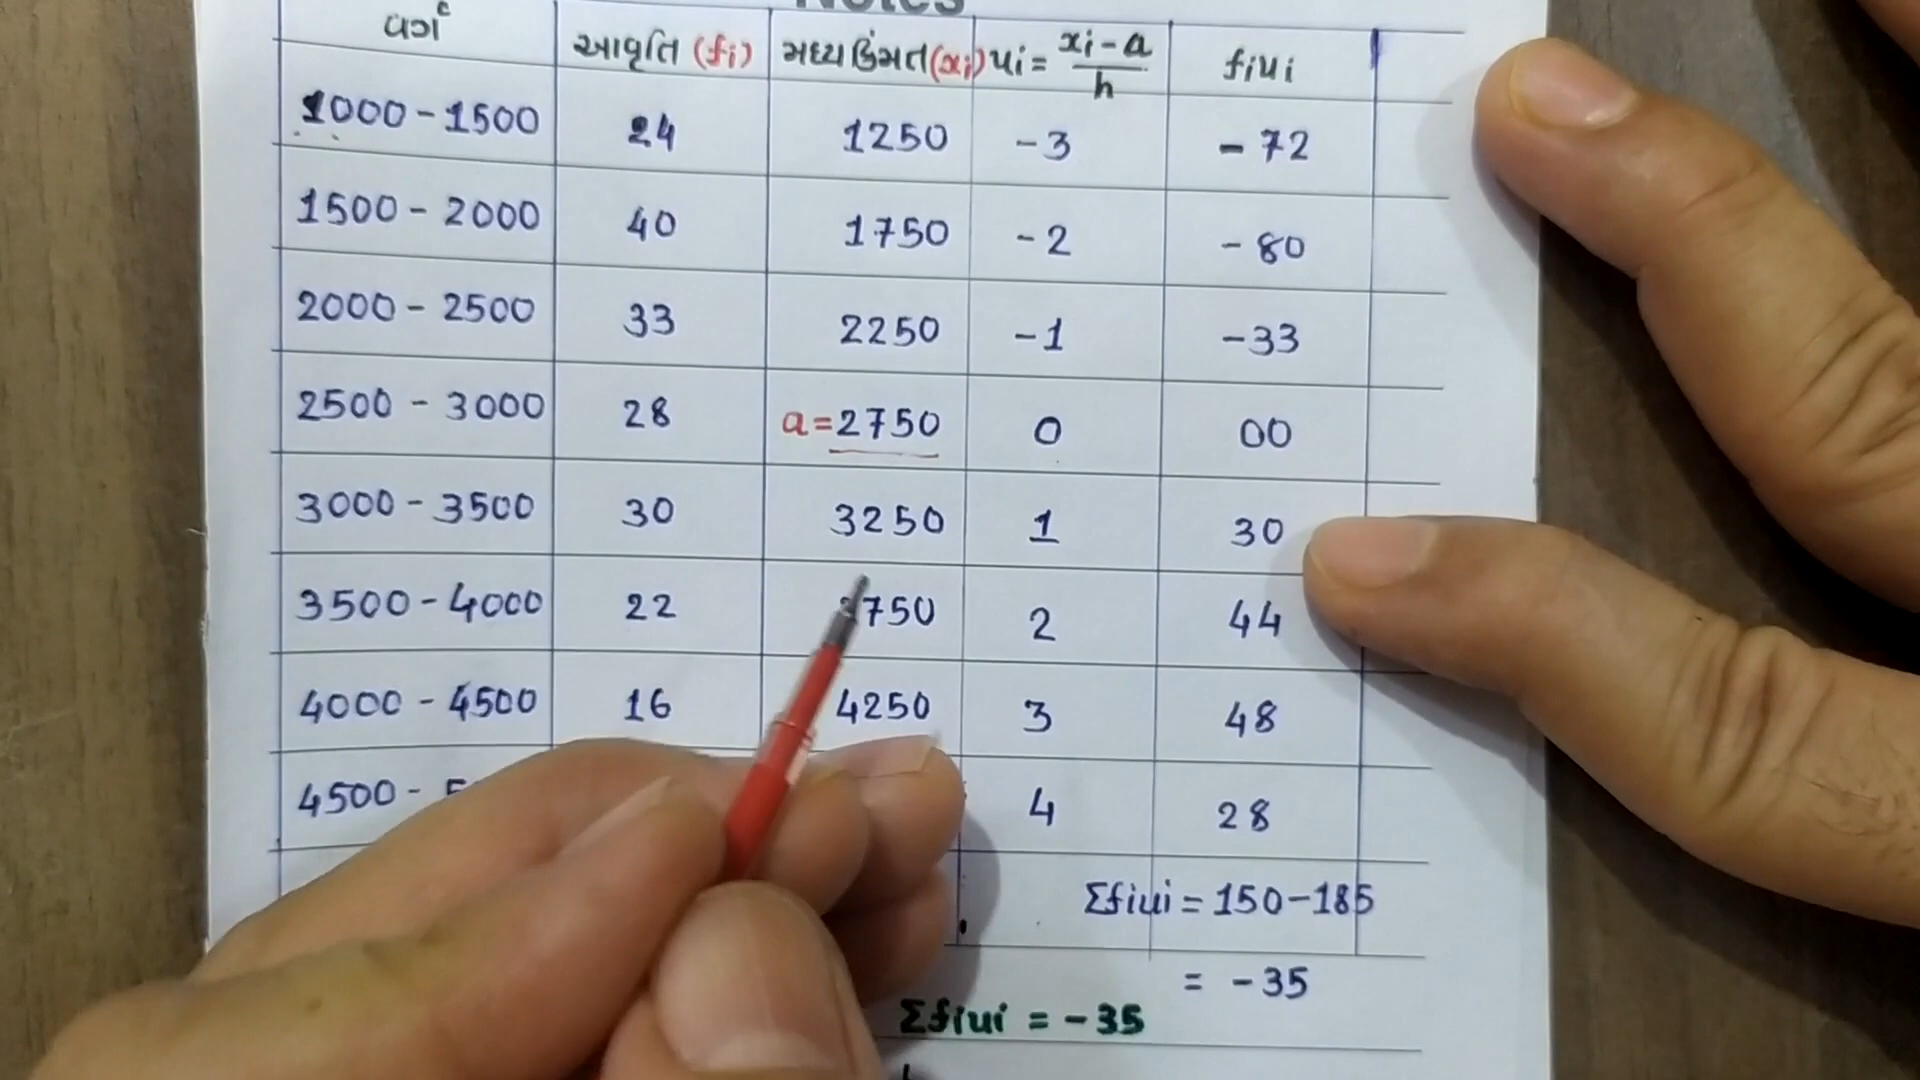 Notes
વર્ગ આવૃતિ (fi) મધ્યકિંમત(xi) ui = xi - a / h fiui
1000 - 1500 24 1250 - 3 - 72
1500 - 2000 40 1750 - 2 - 80
2000 - 2500 33 2250 - 1 - 33
2500 - 3000 28 a = 2750 0 00
3000 - 3500 30 3250 1 30
3500 - 4000 22 750 2 44
4000 - 4500 16 4250 3 48
4500 - 4 28
Σfiui = 150 - 185
= - 35
Σfiui = - 35